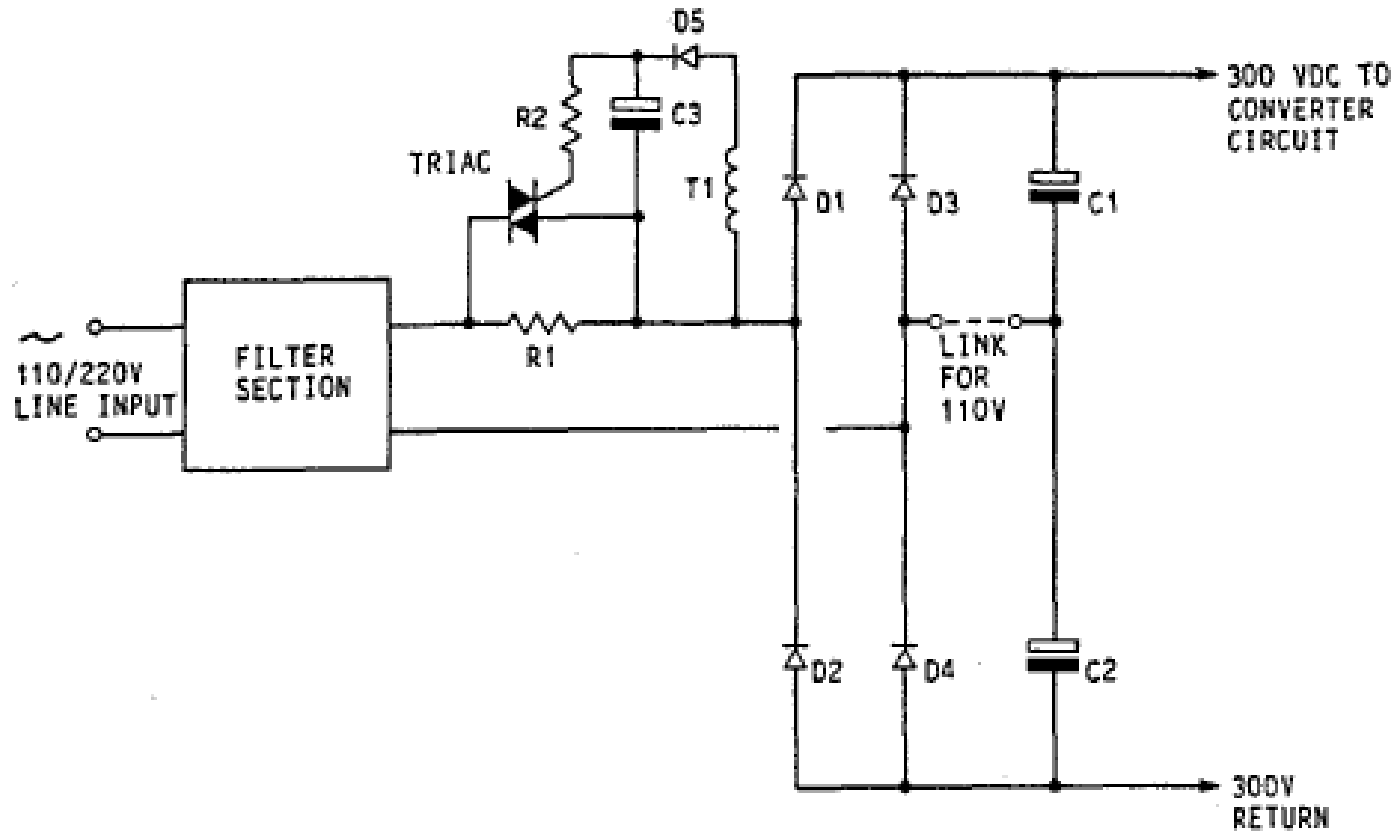 D5
300 VDC TO
CONVERTER
CIRCUIT
R2
C3
TRIAC
T1
D1
D3
C1
~
110/220V
LINE INPUT
FILTER
SECTION
R1
LINK
FOR
110V
D2
D4
C2
300V
RETURN